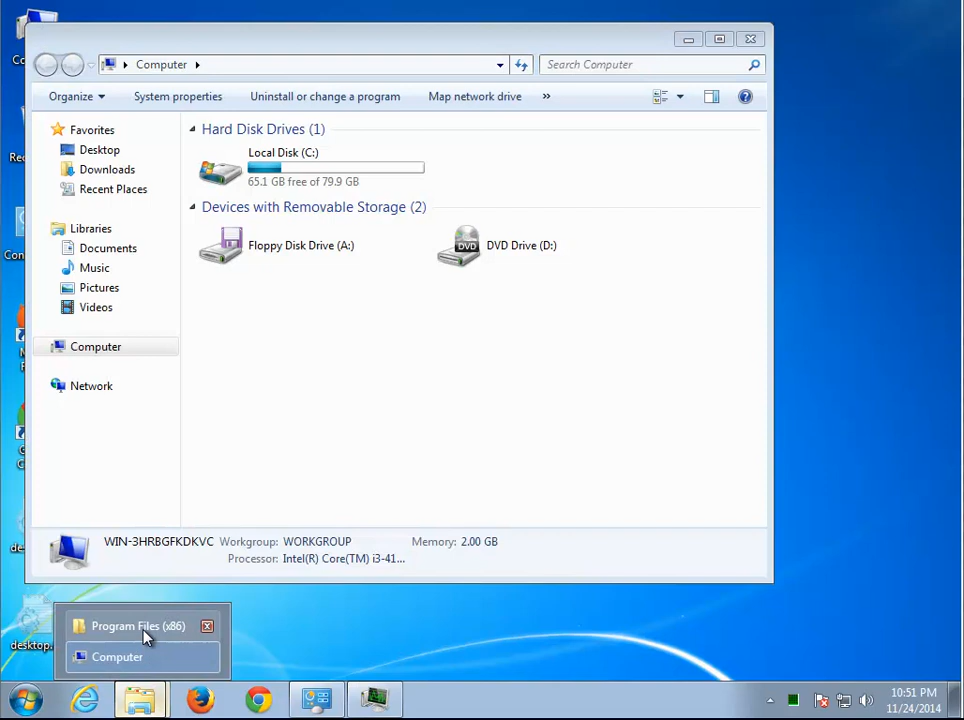 Computer
Search Computer
Organize
System properties
Uninstall or change a program
Map network drive
»
Favorites
Desktop
Downloads
Recent Places
Libraries
Documents
Music
Pictures
Videos
Computer
Network
Hard Disk Drives (1)
Local Disk (C:)
65.1 GB free of 79.9 GB
Devices with Removable Storage (2)
Floppy Disk Drive (A:)
DVD Drive (D:)
DVD
WIN-3HRBGFKDKVC Workgroup: WORKGROUP Memory: 2.00 GB
Processor: Intel(R) Core(TM) i3-41...
Program Files (x86)
Computer
desktop.
10:51 PM
11/24/2014